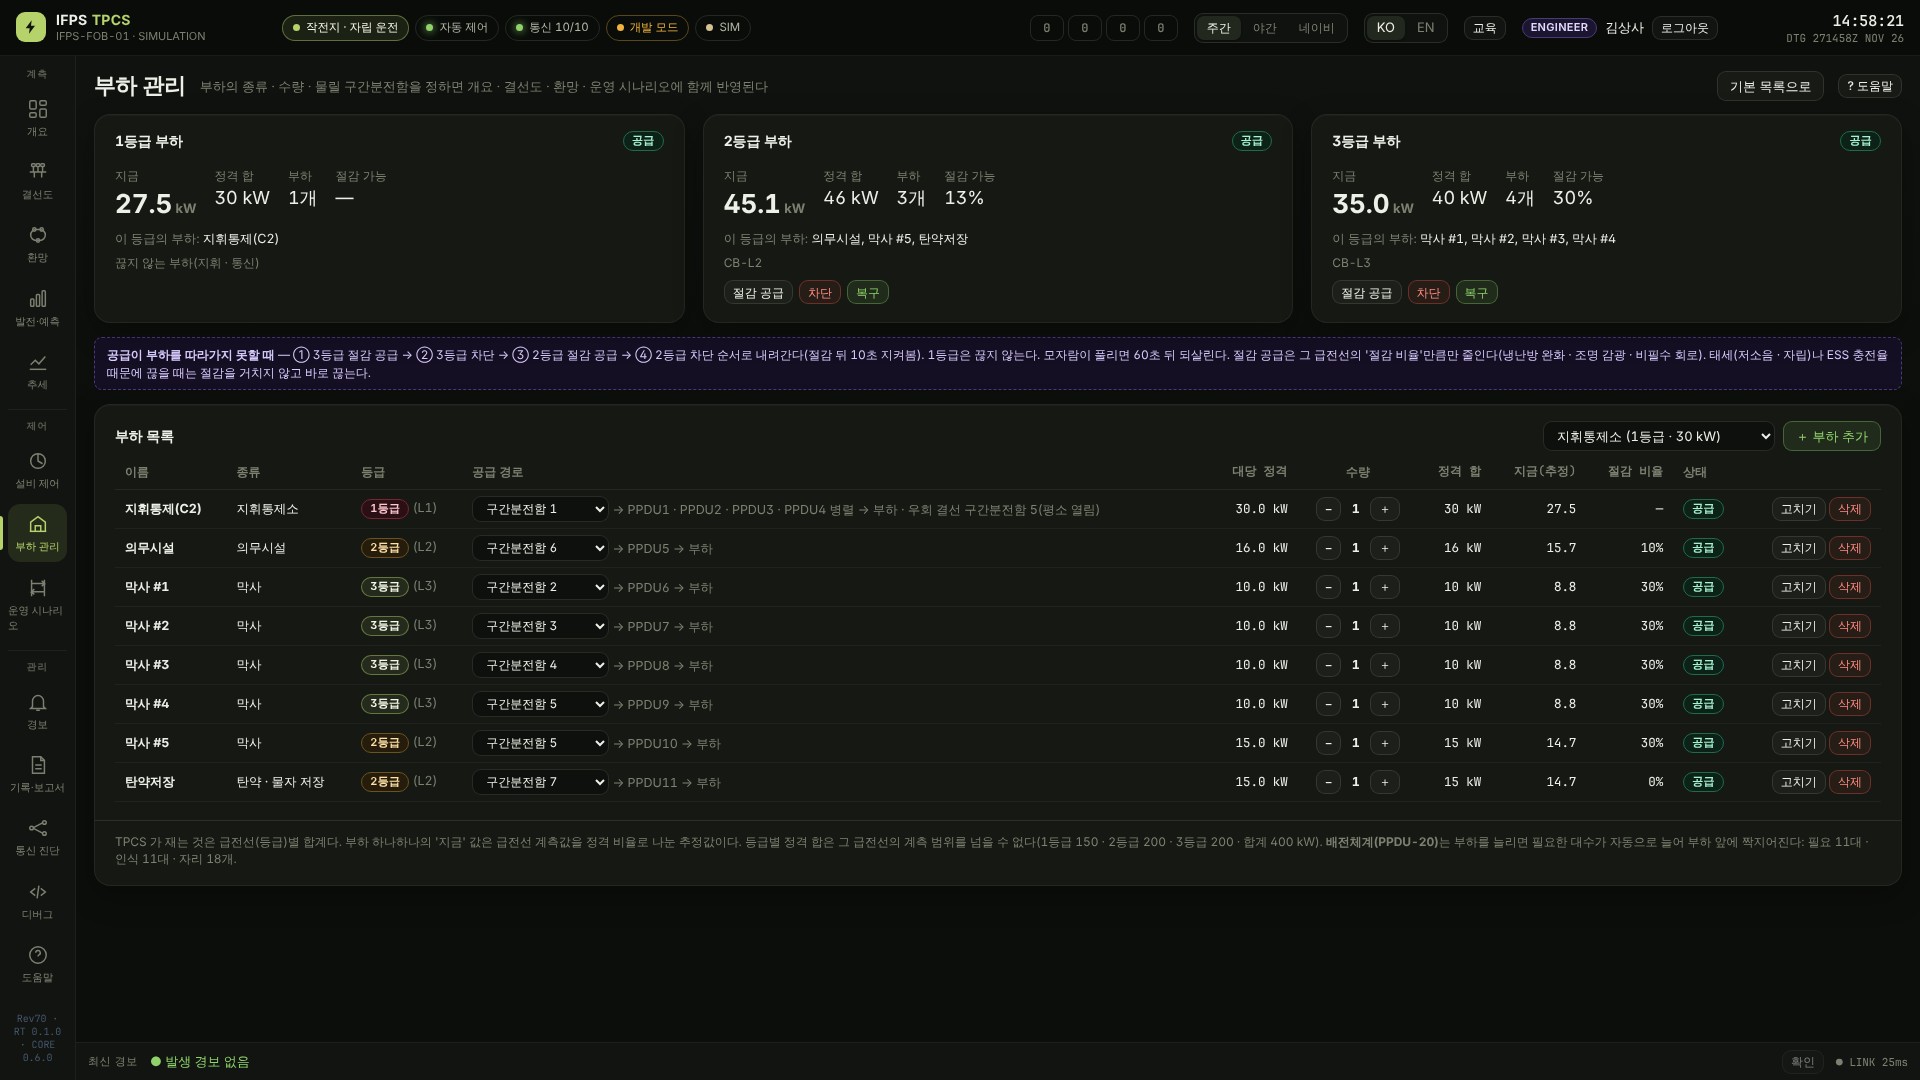 IFPS TPCS
IFPS-FOB-01 · SIMULATION
작전지 · 자립 운전
자동 제어
통신 10/10
개발 모드
SIM
0 0 0 0
주간 야간 네이비
KO EN
교육
ENGINEER 김상사 로그아웃
14:58:21
DTG 271458Z NOV 26
계측
개요
결선도
환망
발전·예측
추세
제어
설비 제어
부하 관리
운영 시나리
오
관리
경보
기록·보고서
통신 진단
디버그
도움말
Rev70 ·
RT 0.1.0
· CORE
0.6.0
부하 관리 부하의 종류 · 수량 · 물릴 구간분전함을 정하면 개요 · 결선도 · 환망 · 운영 시나리오에 함께 반영된다
기본 목록으로 ? 도움말
1등급 부하 공급
지금 정격 합 부하 절감 가능
27.5 kW 30 kW 1개 —
이 등급의 부하: 지휘통제(C2)
끊지 않는 부하(지휘 · 통신)
2등급 부하 공급
지금 정격 합 부하 절감 가능
45.1 kW 46 kW 3개 13%
이 등급의 부하: 의무시설, 막사 #5, 탄약저장
CB-L2
절감 공급 차단 복구
3등급 부하 공급
지금 정격 합 부하 절감 가능
35.0 kW 40 kW 4개 30%
이 등급의 부하: 막사 #1, 막사 #2, 막사 #3, 막사 #4
CB-L3
절감 공급 차단 복구
공급이 부하를 따라가지 못할 때 — ① 3등급 절감 공급 → ② 3등급 차단 → ③ 2등급 절감 공급 → ④ 2등급 차단 순서로 내려간다(절감 뒤 10초 지켜봄). 1등급은 끊지 않는다. 모자람이 풀리면 60초 뒤 되살린다. 절감 공급은 그 급전선의 '절감 비율'만큼만 줄인다(냉난방 완화 · 조명 감광 · 비필수 회로). 태세(저소음 · 자립)나 ESS 충전율
때문에 끊을 때는 절감을 거치지 않고 바로 끊는다.
부하 목록
지휘통제소 (1등급 · 30 kW) + 부하 추가
이름 종류 등급 공급 경로 대당 정격 수량 정격 합 지금(추정) 절감 비율 상태
지휘통제(C2) 지휘통제소 1등급 (L1) 구간분전함 1 → PPDU1 · PPDU2 · PPDU3 · PPDU4 병렬 → 부하 · 우회 결선 구간분전함 5(평소 열림) 30.0 kW − 1 + 30 kW 27.5 — 공급 고치기 삭제
의무시설 의무시설 2등급 (L2) 구간분전함 6 → PPDU5 → 부하 16.0 kW − 1 + 16 kW 15.7 10% 공급 고치기 삭제
막사 #1 막사 3등급 (L3) 구간분전함 2 → PPDU6 → 부하 10.0 kW − 1 + 10 kW 8.8 30% 공급 고치기 삭제
막사 #2 막사 3등급 (L3) 구간분전함 3 → PPDU7 → 부하 10.0 kW − 1 + 10 kW 8.8 30% 공급 고치기 삭제
막사 #3 막사 3등급 (L3) 구간분전함 4 → PPDU8 → 부하 10.0 kW − 1 + 10 kW 8.8 30% 공급 고치기 삭제
막사 #4 막사 3등급 (L3) 구간분전함 5 → PPDU9 → 부하 10.0 kW − 1 + 10 kW 8.8 30% 공급 고치기 삭제
막사 #5 막사 2등급 (L2) 구간분전함 5 → PPDU10 → 부하 15.0 kW − 1 + 15 kW 14.7 30% 공급 고치기 삭제
탄약저장 탄약 · 물자 저장 2등급 (L2) 구간분전함 7 → PPDU11 → 부하 15.0 kW − 1 + 15 kW 14.7 0% 공급 고치기 삭제
TPCS 가 재는 것은 급전선(등급)별 합계다. 부하 하나하나의 '지금' 값은 급전선 계측값을 정격 비율로 나눈 추정값이다. 등급별 정격 합은 그 급전선의 계측 범위를 넘을 수 없다(1등급 150 · 2등급 200 · 3등급 200 · 합계 400 kW). 배전체계(PPDU-20)는 부하를 늘리면 필요한 대수가 자동으로 늘어 부하 앞에 짝지어진다: 필요 11대 ·
인식 11대 · 자리 18개.
최신 경보 발생 경보 없음 확인 LINK 25ms